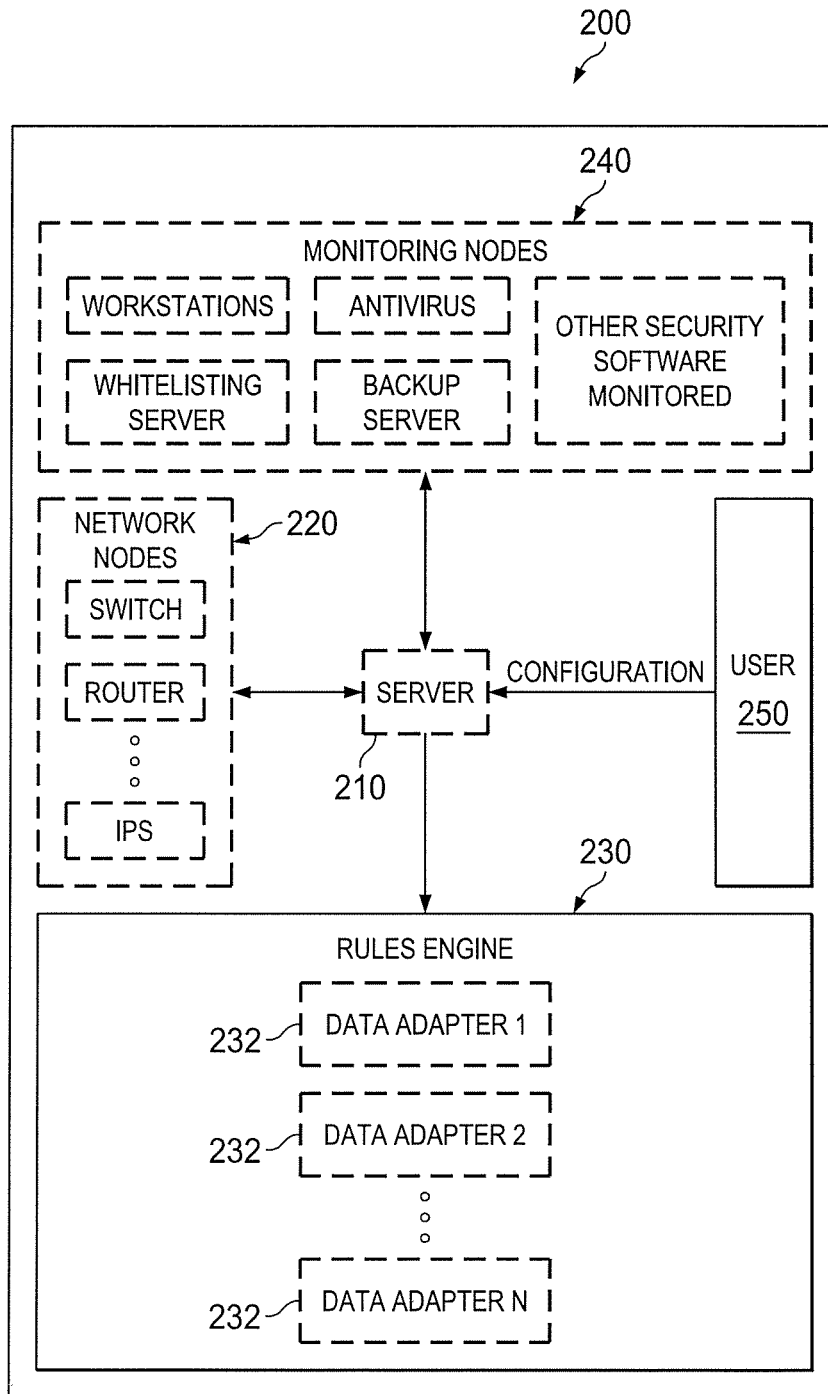 200
240
MONITORING NODES
WORKSTATIONS
ANTIVIRUS
OTHER SECURITY
SOFTWARE
MONITORED
WHITELISTING
SERVER
BACKUP
SERVER
NETWORK
NODES
220
SWITCH
ROUTER
IPS
SERVER
210
CONFIGURATION
USER
250
230
RULES ENGINE
232
DATA ADAPTER 1
232
DATA ADAPTER 2
232
DATA ADAPTER N